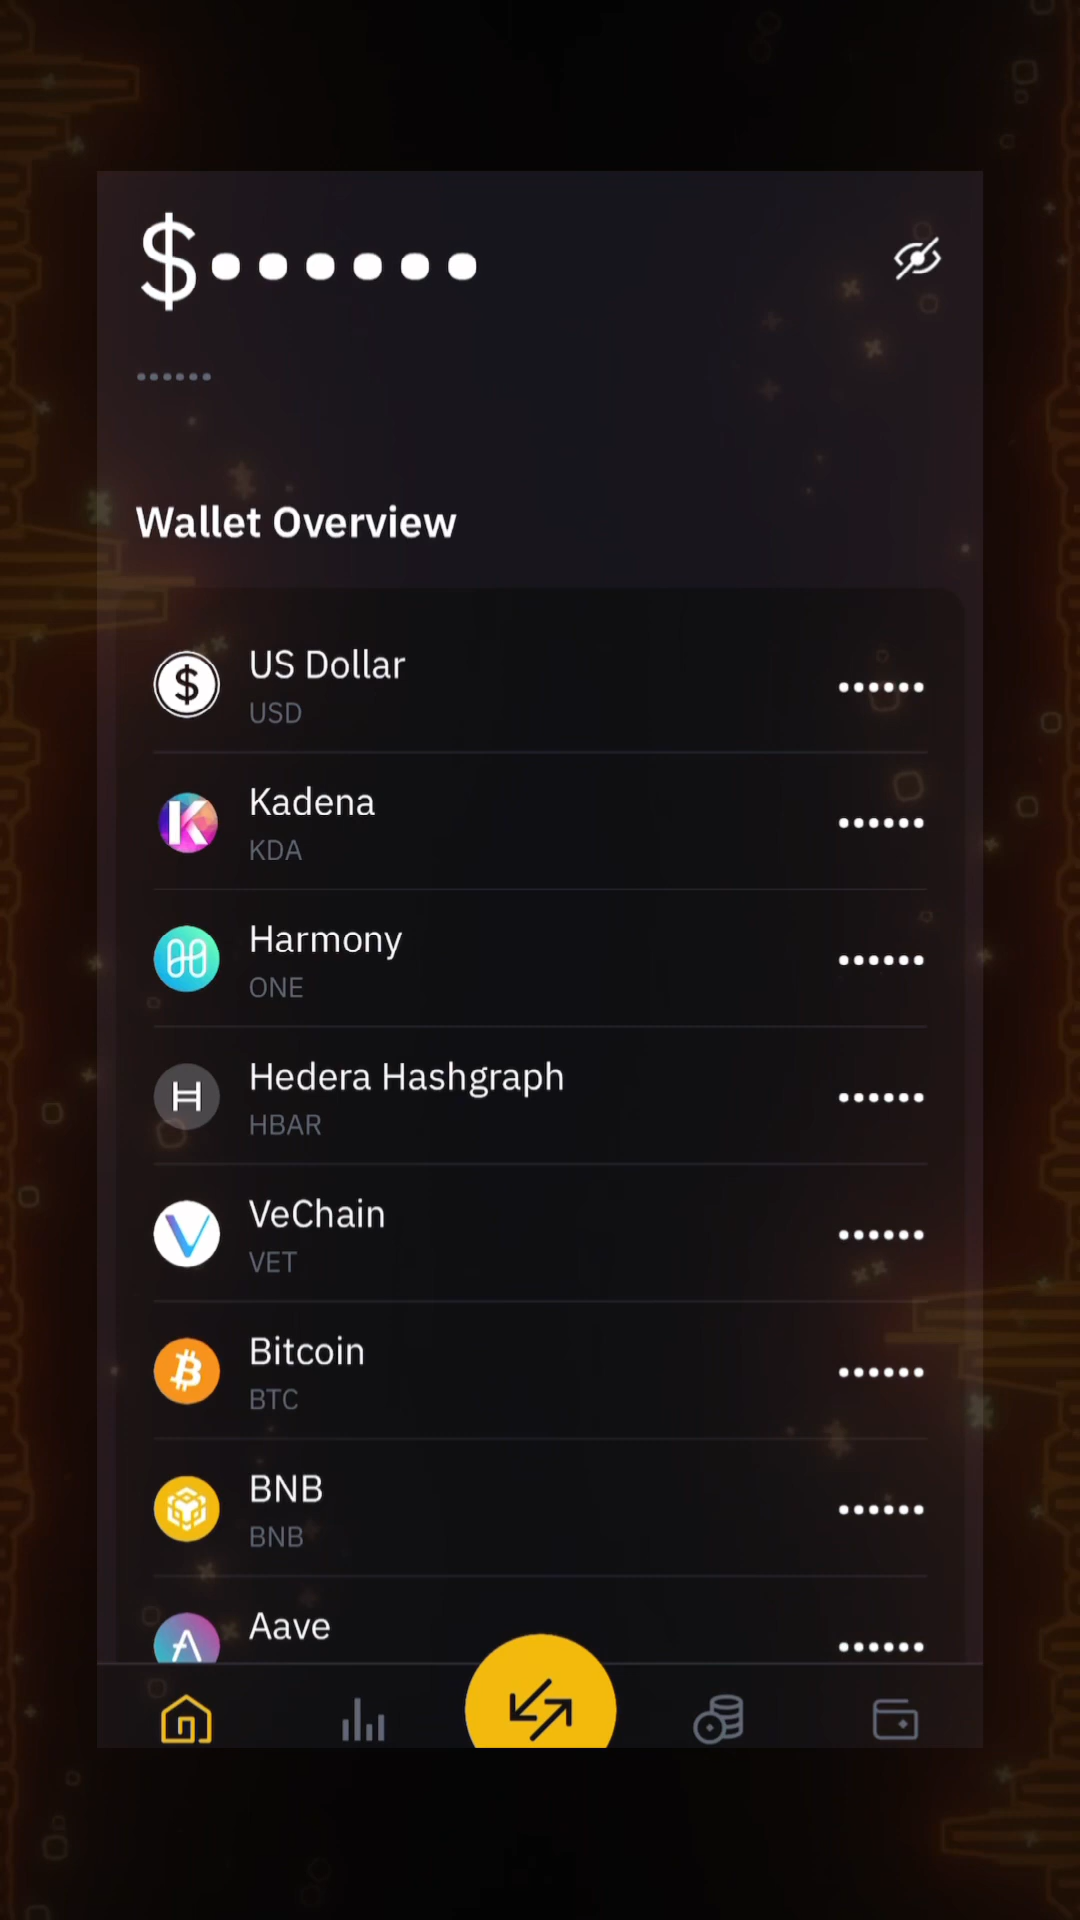 $••••••
••••••
Wallet Overview
US Dollar
USD
••••••
Kadena
KDA
••••••
Harmony
ONE
••••••
Hedera Hashgraph
HBAR
••••••
VeChain
VET
••••••
Bitcoin
BTC
••••••
BNB
BNB
••••••
Aave
••••••